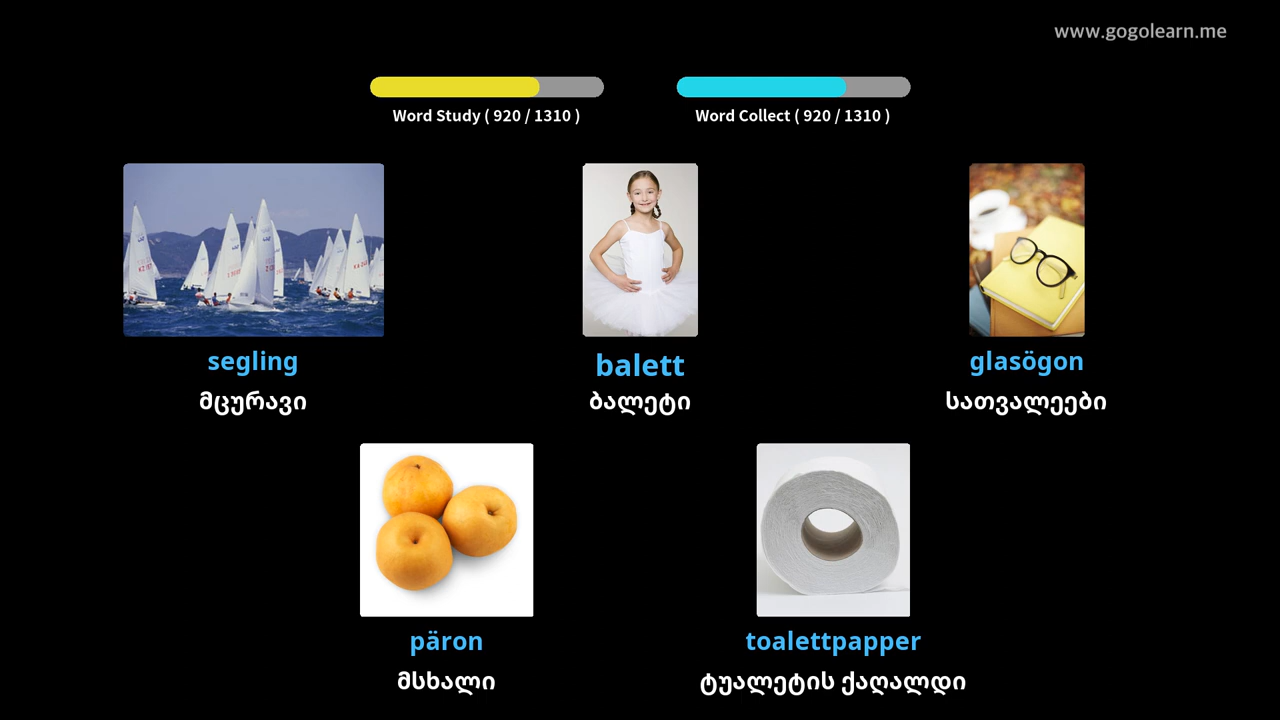 www.gogolearn.me
Word Study ( 920 / 1310 )
Word Collect ( 920 / 1310 )
segling
მცურავი
balett
ბალეტი
glasögon
სათვალეები
päron
მსხალი
toalettpapper
ტუალეტის ქაღალდი